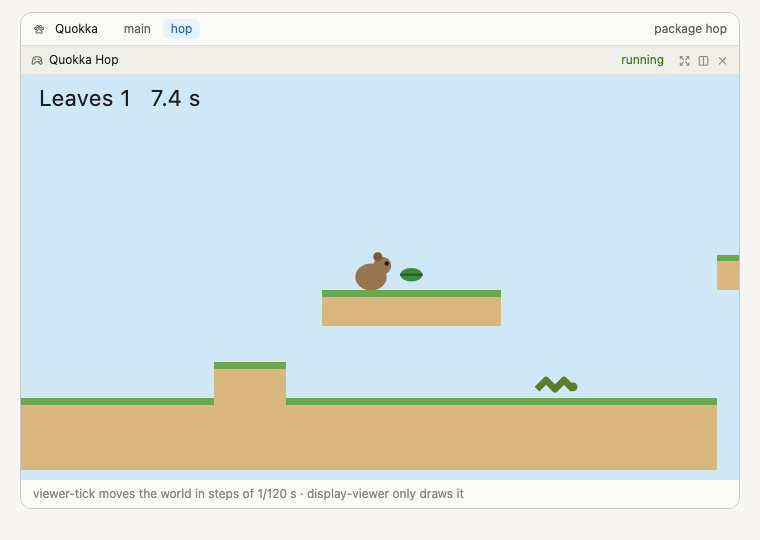 Quokka main hop package hop
Quokka Hop running
Leaves 1 7.4 s
viewer-tick moves the world in steps of 1/120 s · display-viewer only draws it